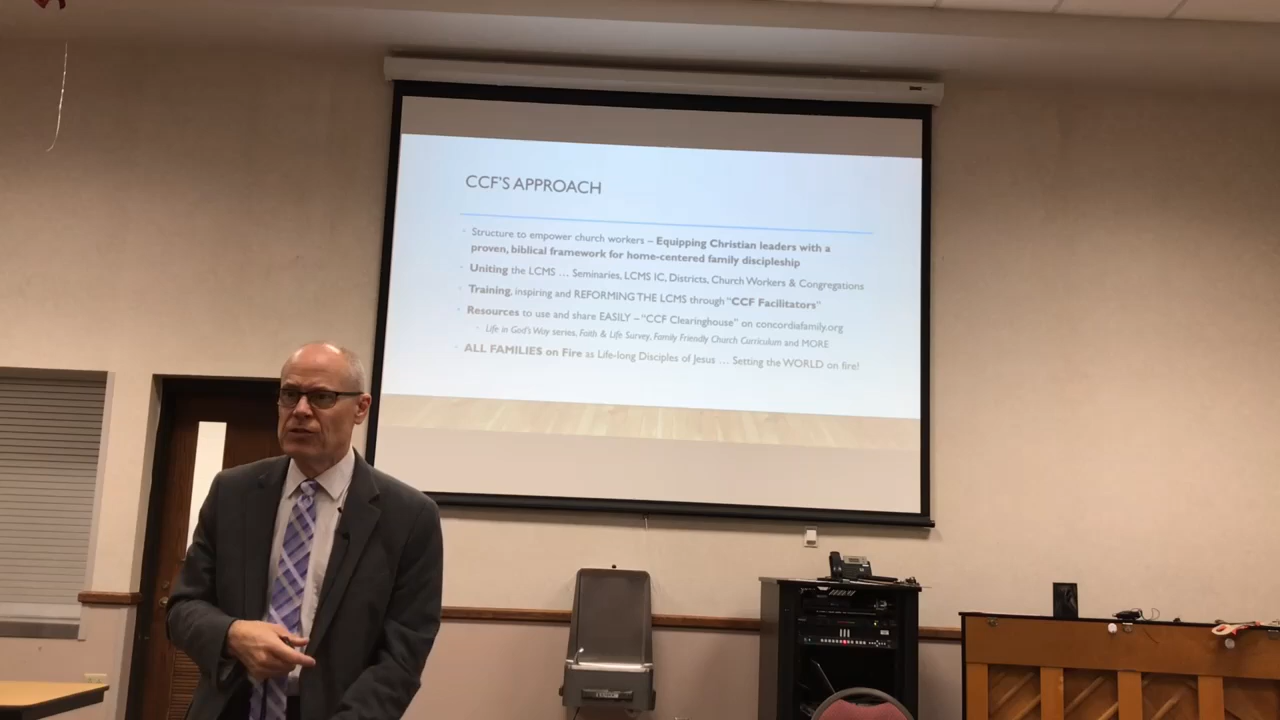 CCF'S APPROACH
Structure to empower church workers – Equipping Christian leaders with a
proven, biblical framework for home-centered family discipleship
Uniting the LCMS … Seminaries, LCMS IC, Districts, Church Workers & Congregations
Training, inspiring and REFORMING THE LCMS through "CCF Facilitators"
Resources to use and share EASILY – "CCF Clearinghouse" on concordiafamily.org
Life in God's Way series, Faith & Life Survey, Family Friendly Church Curriculum and MORE
ALL FAMILIES on Fire as Life-long Disciples of Jesus … Setting the WORLD on fire!